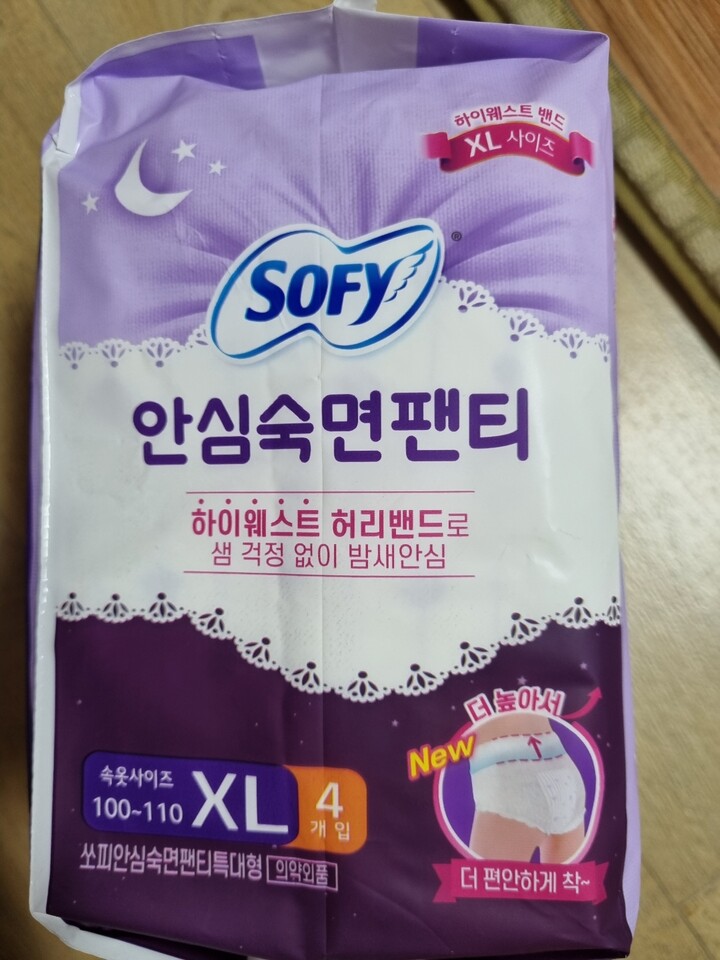 하이웨스트 밴드
XL 사이즈
SOFY
®
안심숙면팬티
하이웨스트 허리밴드로
샘 걱정 없이 밤새안심
더 높아서
New
속옷사이즈
100~110
XL
4
개입
쏘피안심숙면팬티특대형 의약외품
더 편안하게 착~